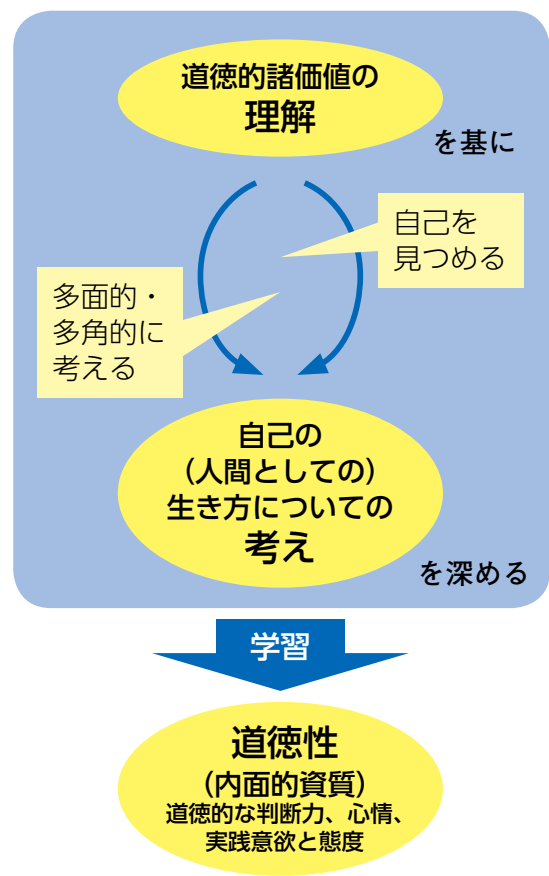 道徳的諸価値の
理解
を基に
自己を
見つめる
多面的・
多角的に
考える
自己の
（人間としての）
生き方についての
考え
を深める
学習
道徳性
（内面的資質）
道徳的な判断力、心情、
実践意欲と態度